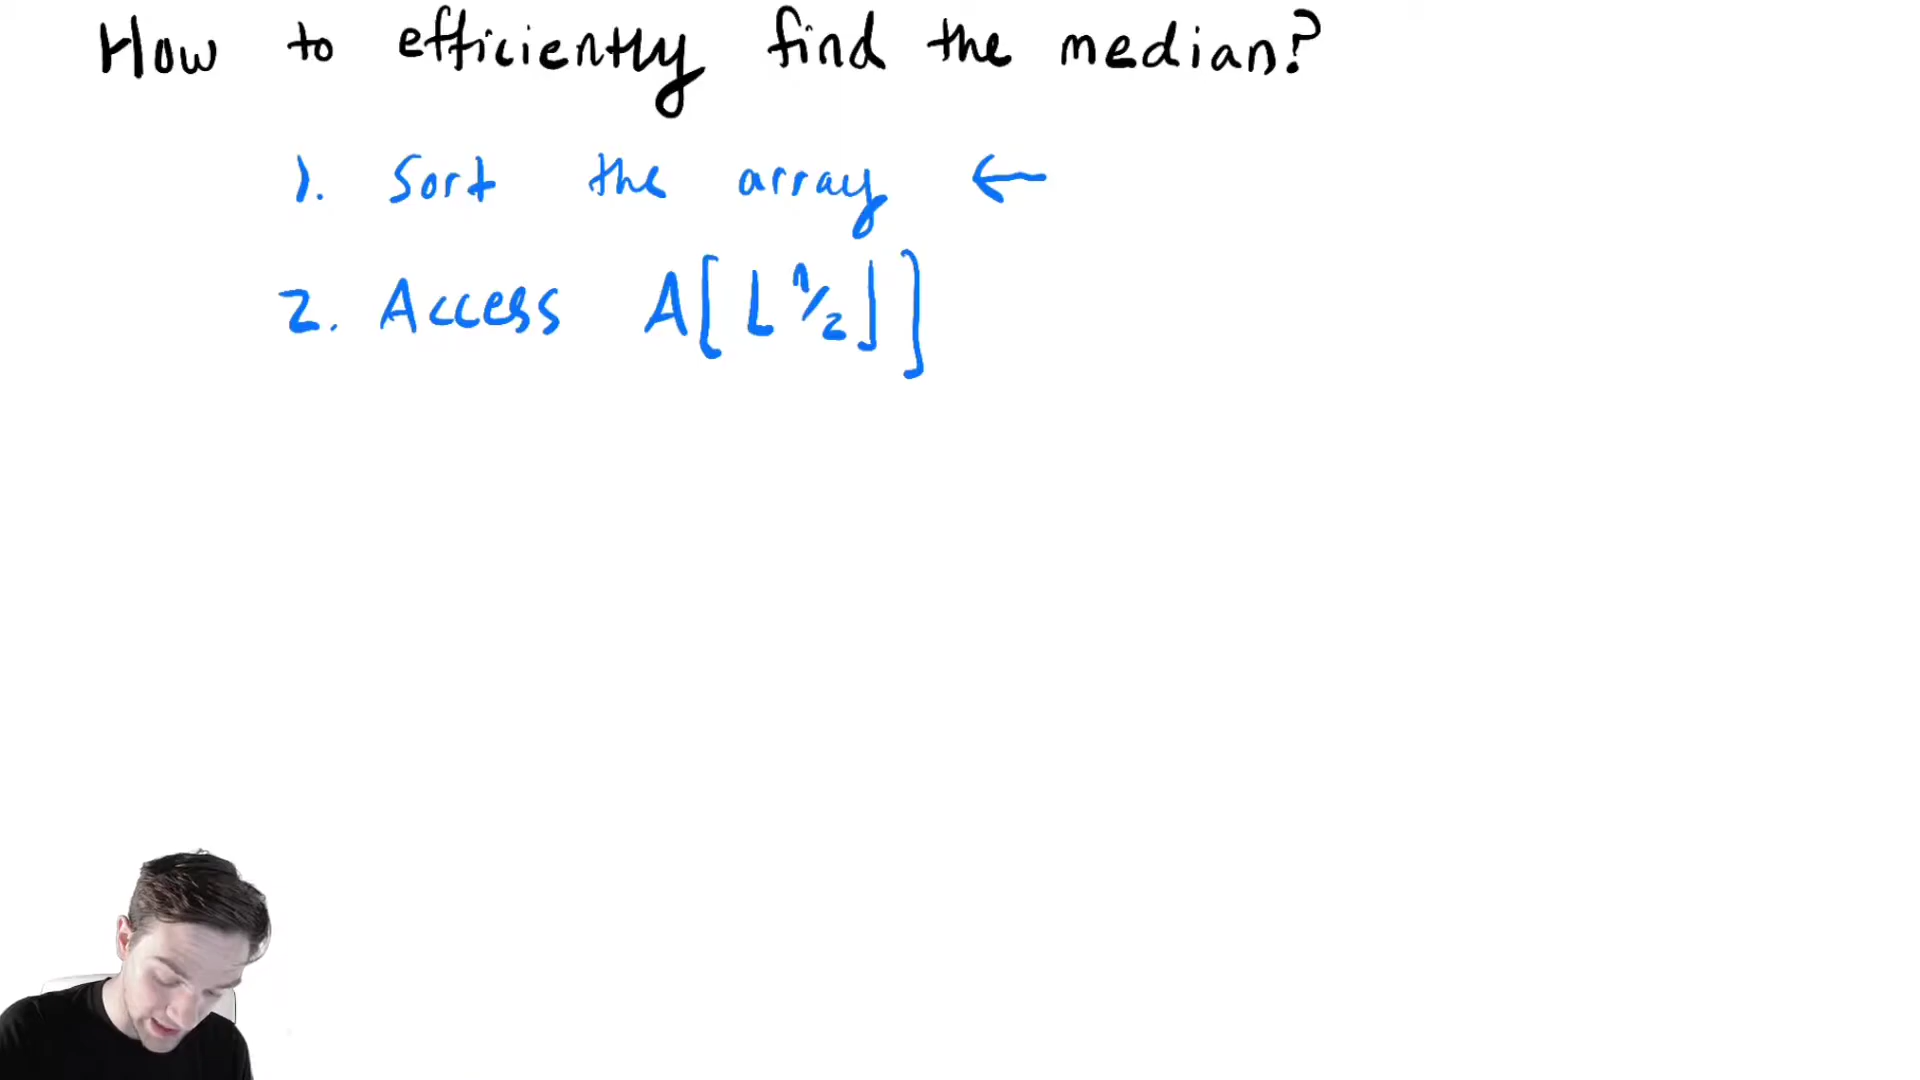 How to efficiently find the median?
1. Sort the array ←
2. Access A[⌊n/2⌋]